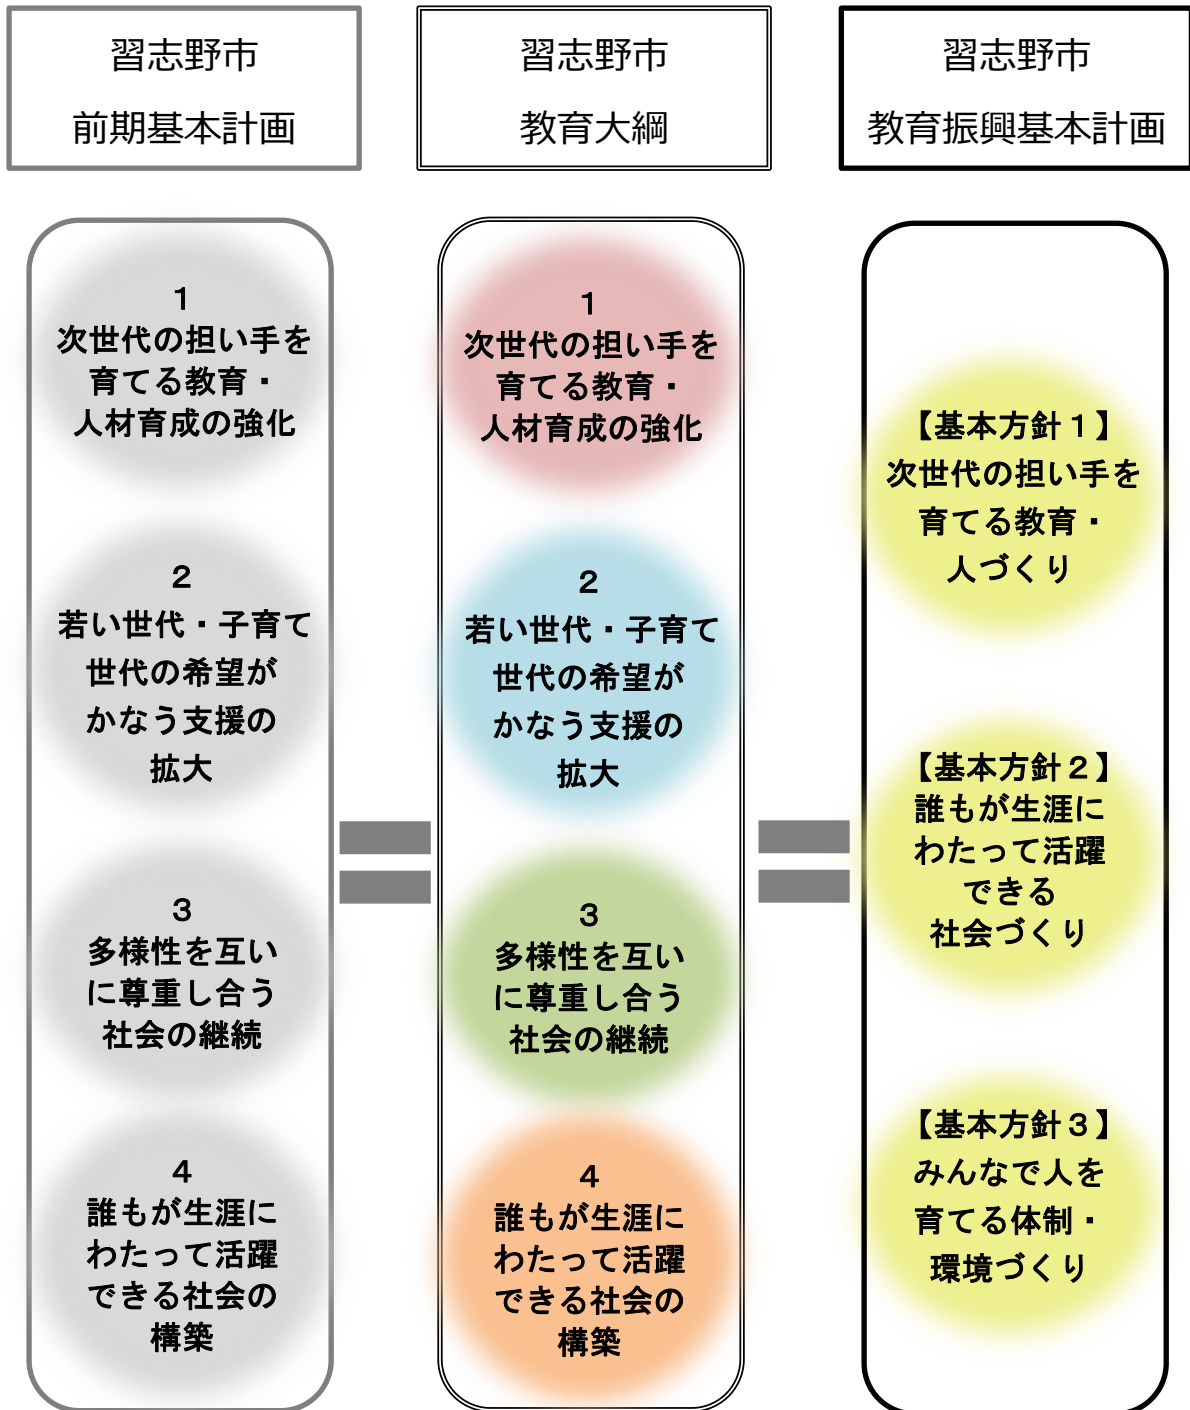 習志野市
前期基本計画
習志野市
教育大綱
習志野市
教育振興基本計画
1
次世代の担い手を
育てる教育・
人材育成の強化
2
若い世代・子育て
世代の希望が
かなう支援の
拡大
3
多様性を互い
に尊重し合う
社会の継続
4
誰もが生涯に
わたって活躍
できる社会の
構築
1
次世代の担い手を
育てる教育・
人材育成の強化
2
若い世代・子育て
世代の希望が
かなう支援の
拡大
3
多様性を互い
に尊重し合う
社会の継続
4
誰もが生涯に
わたって活躍
できる社会の
構築
【基本方針１】
次世代の担い手を
育てる教育・
人づくり
【基本方針２】
誰もが生涯に
わたって活躍
できる
社会づくり
【基本方針３】
みんなで人を
育てる体制・
環境づくり